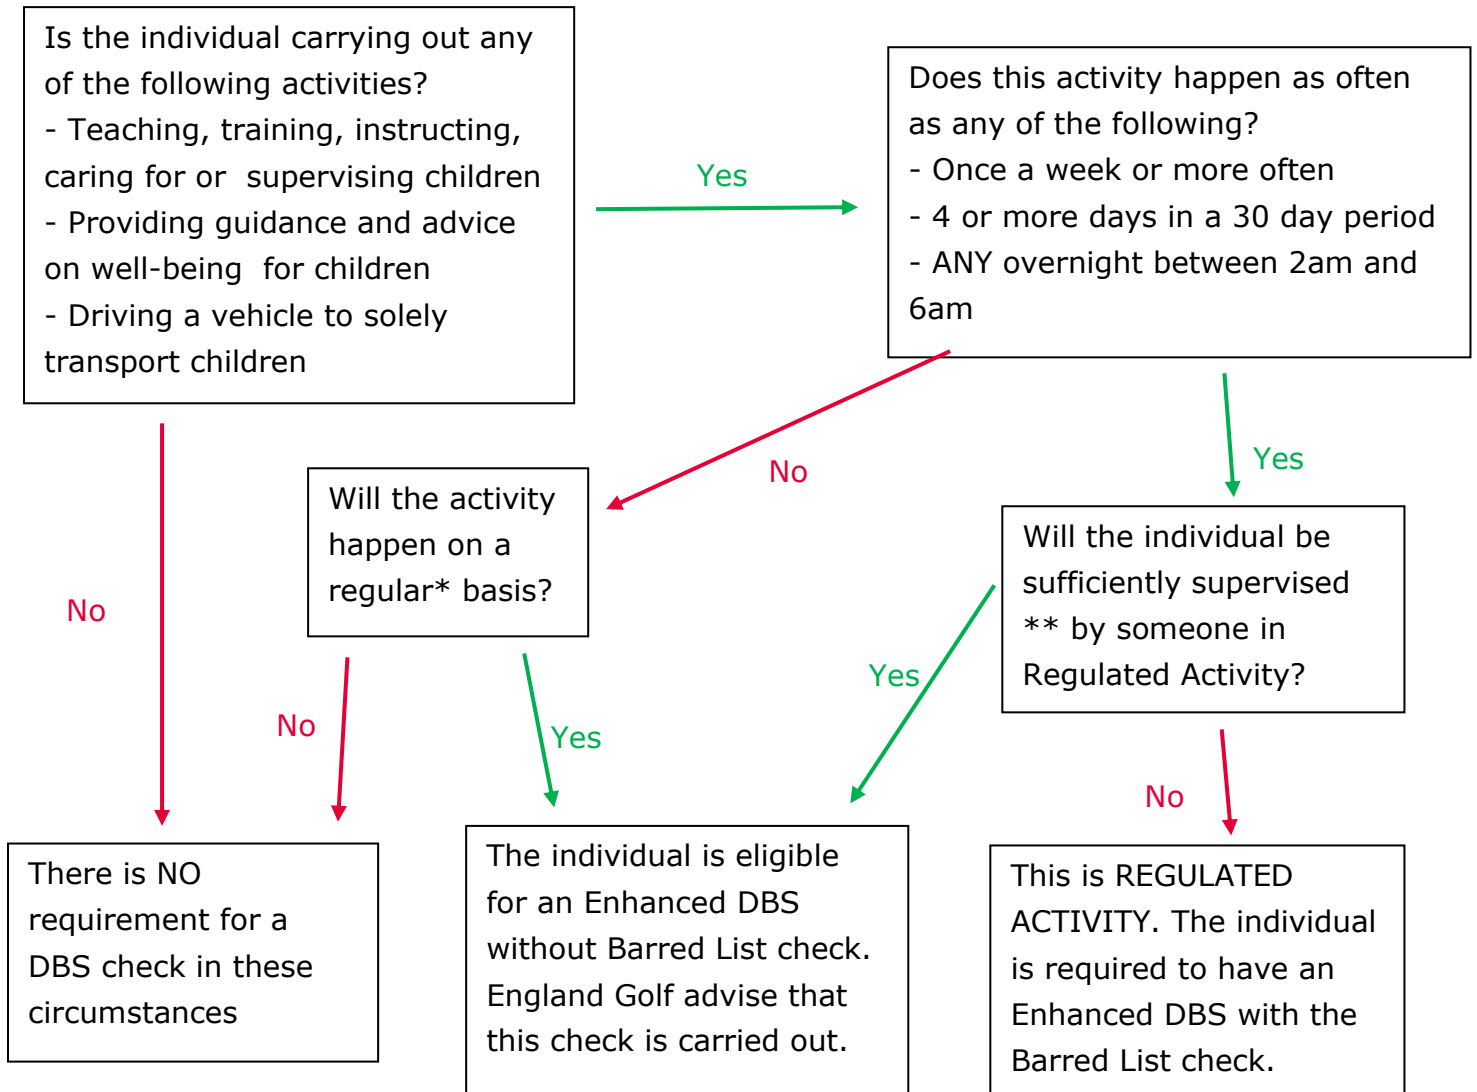 Is the individual carrying out any
of the following activities?
- Teaching, training, instructing,
caring for or  supervising children
- Providing guidance and advice
on well-being  for children
- Driving a vehicle to solely
transport children
Yes
Does this activity happen as often
as any of the following?
- Once a week or more often
- 4 or more days in a 30 day period
- ANY overnight between 2am and
6am
No
Yes
No
Will the activity
happen on a
regular* basis?
Will the individual be
sufficiently supervised
** by someone in
Regulated Activity?
No
Yes
Yes
No
There is NO
requirement for a
DBS check in these
circumstances
The individual is eligible
for an Enhanced DBS
without Barred List check.
England Golf advise that
this check is carried out.
This is REGULATED
ACTIVITY. The individual
is required to have an
Enhanced DBS with the
Barred List check.